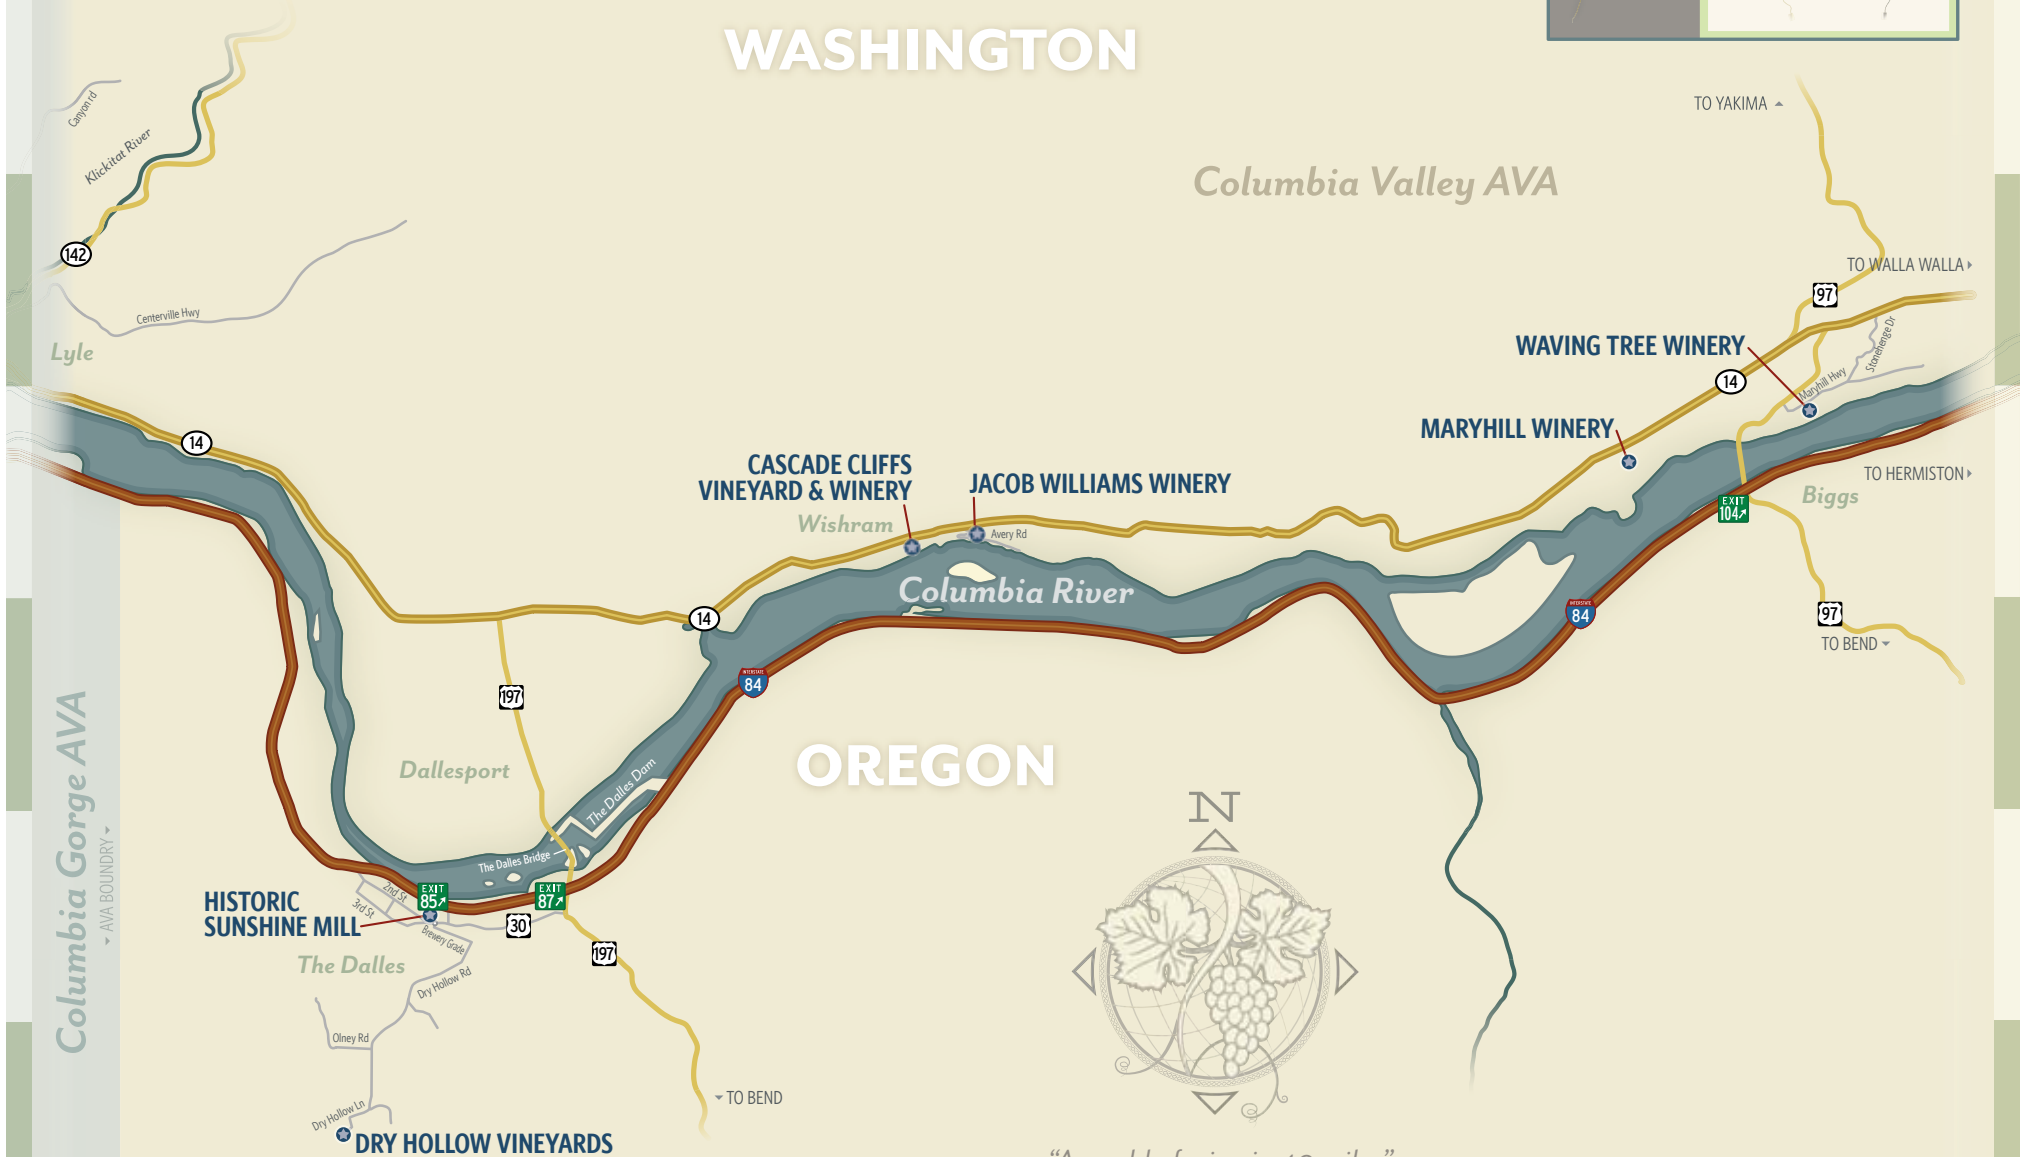 WASHINGTON
Canyon rd
Klickitat River
142
Centerville Hwy
Lyle
14
TO YAKIMA
Columbia Valley AVA
TO WALLA WALLA
97
WAVING TREE WINERY
Stonehenge Dr
Maryhill Hwy
14
MARYHILL WINERY
CASCADE CLIFFS
VINEYARD & WINERY
JACOB WILLIAMS WINERY
Wishram
Avery Rd
Columbia River
TO HERMISTON
Biggs
EXIT
104
INTERSTATE
84
97
TO BEND
14
INTERSTATE
84
197
Dallesport
OREGON
The Dalles Dam
The Dalles Bridge
Columbia Gorge AVA
AVA BOUNDRY
EXIT
85
EXIT
87
2nd St
3rd St
HISTORIC
SUNSHINE MILL
30
Brewery Grade
197
The Dalles
Dry Hollow Rd
Olney Rd
Dry Hollow Ln
DRY HOLLOW VINEYARDS
TO BEND
N